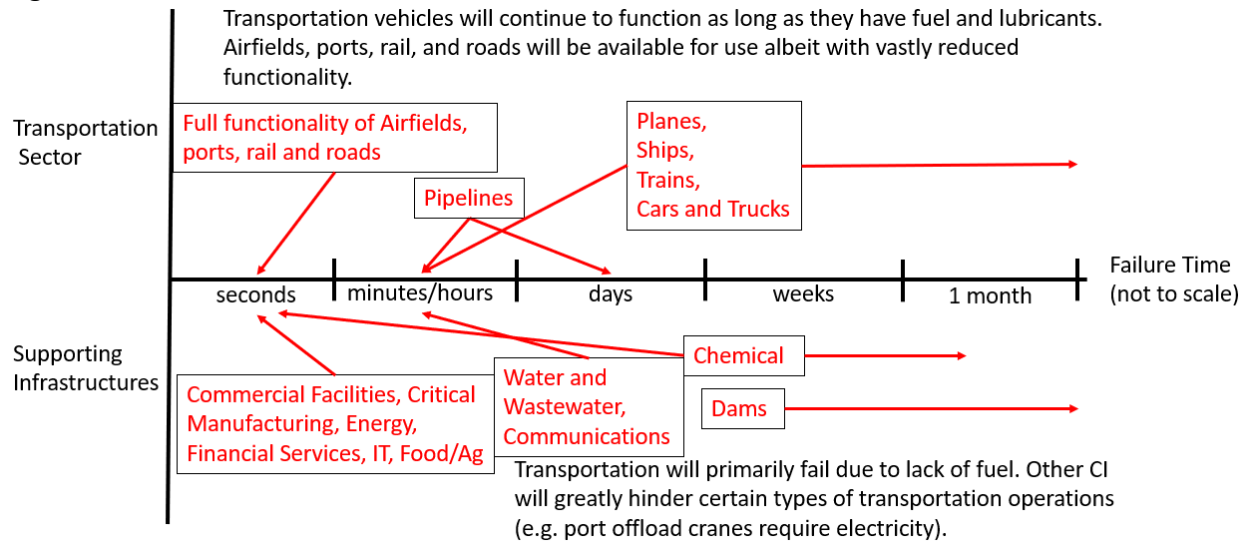 Transportation vehicles will continue to function as long as they have fuel and lubricants.
Airfields, ports, rail, and roads will be available for use albeit with vastly reduced
functionality.
Transportation
Sector
Full functionality of Airfields,
ports, rail and roads
Pipelines
Planes,
Ships,
Trains,
Cars and Trucks
seconds
minutes/hours
days
weeks
1 month
Failure Time
(not to scale)
Supporting
Infrastructures
Commercial Facilities, Critical
Manufacturing, Energy,
Financial Services, IT, Food/Ag
Water and
Wastewater,
Communications
Chemical
Dams
Transportation will primarily fail due to lack of fuel. Other CI
will greatly hinder certain types of transportation operations
(e.g. port offload cranes require electricity).